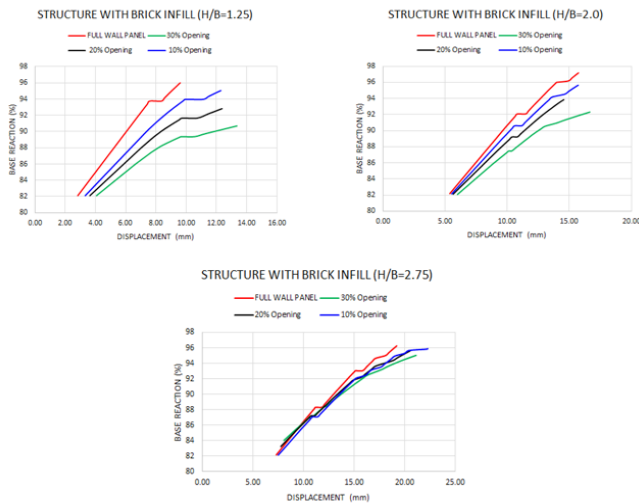 STRUCTURE WITH BRICK INFILL (H/B=1.25)
FULL WALL PANEL 30% Opening
20% Opening 10% Opening
BASE REACTION (%)
98
96
94
92
90
88
86
84
82
80
0.00 2.00 4.00 6.00 8.00 10.00 12.00 14.00 16.00
DISPLACEMENT (mm)
STRUCTURE WITH BRICK INFILL (H/B=2.0)
FULL WALL PANEL 30% Opening
20% Opening 10% Opening
BASE REACTION (%)
98
96
94
92
90
88
86
84
82
80
0.00 5.00 10.00 15.00 20.00
DISPLACEMENT (mm)
STRUCTURE WITH BRICK INFILL (H/B=2.75)
FULL WALL PANEL 30% Opening
20% Opening 10% Opening
BASE REACTION (%)
98
96
94
92
90
88
86
84
82
80
0.00 5.00 10.00 15.00 20.00 25.00
DISPLACEMENT (mm)